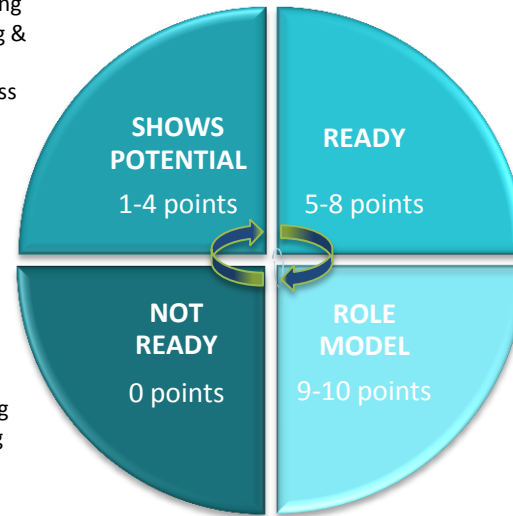 SHOWS
POTENTIAL
1-4 points
READY
5-8 points
NOT
READY
0 points
ROLE
MODEL
9-10 points
&